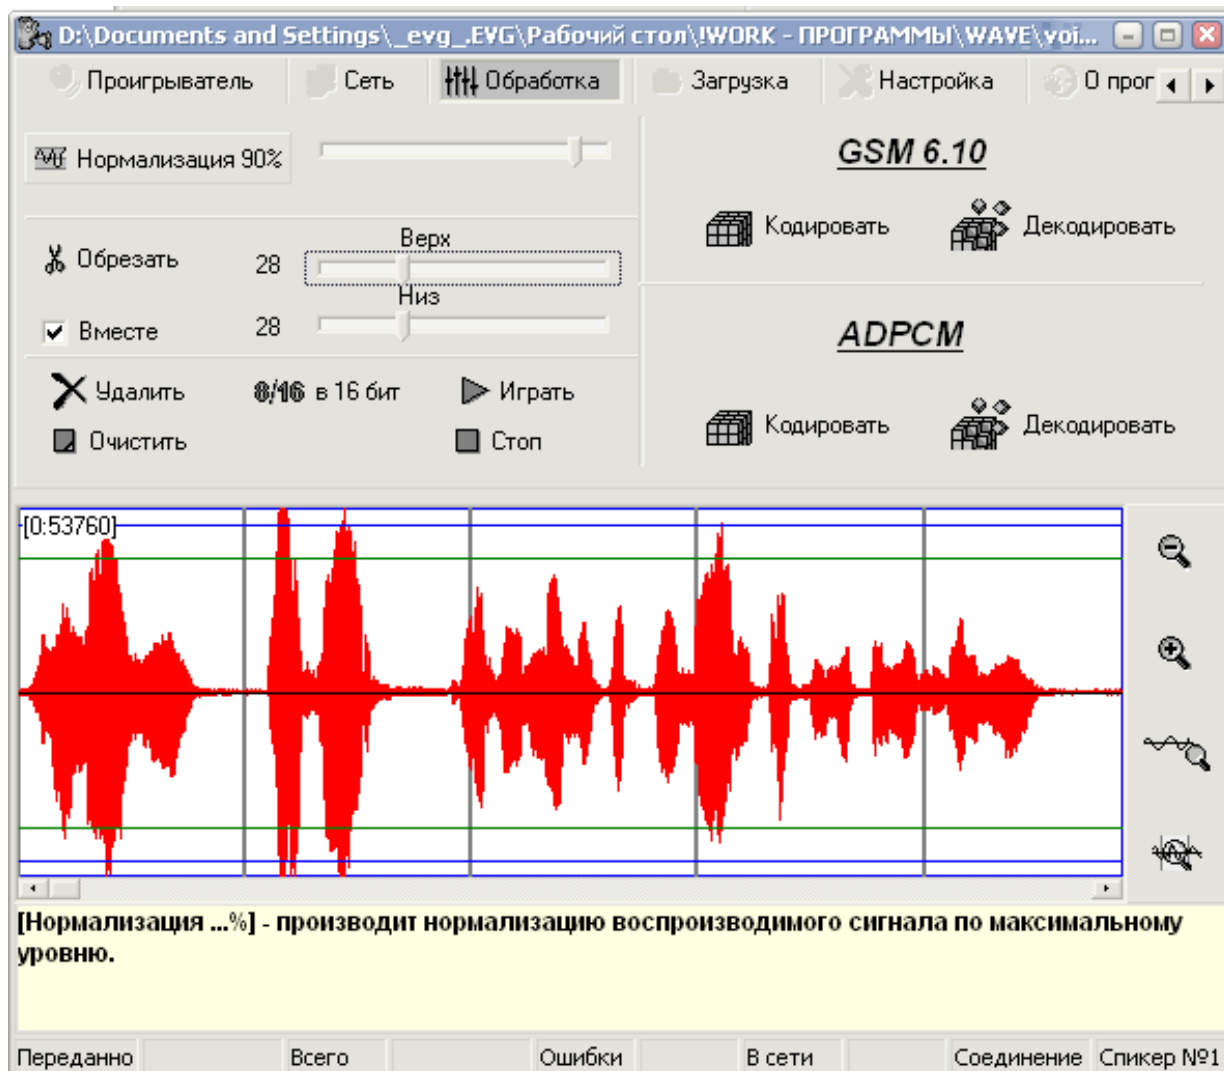 D:\Documents and Settings\_evg_.EVG\Рабочий стол\!WORK - ПРОГРАММЫ\WAVE\voi...
Проигрыватель Сеть Обработка Загрузка Настройка О прог
Нормализация 90%
GSM 6.10
Кодировать Декодировать
Верх
Обрезать 28
Низ
Вместе 28
ADPCM
Удалить 8/16 в 16 бит Играть
Кодировать Декодировать
Очистить Стоп
[0:53760]
[Нормализация ...%] - производит нормализацию воспроизводимого сигнала по максимальному
уровню.
Переданно Всего Ошибки В сети Соединение Спикер №1